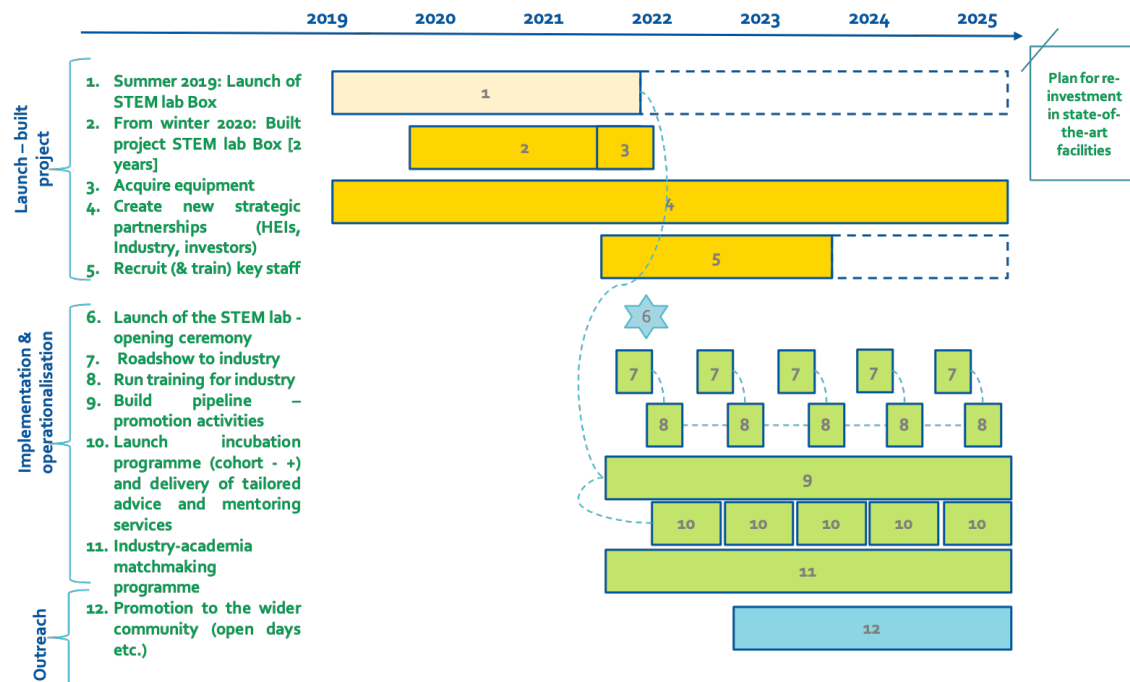 2019 2020 2021 2022 2023 2024 2025
Launch – built
project
1. Summer 2019: Launch of
STEM lab Box
2. From winter 2020: Built
project STEM lab Box [2
years]
3. Acquire equipment
4. Create new strategic
partnerships (HEIs,
Industry, investors)
5. Recruit (& train) key staff
1
2 3
4
5
Plan for re-
investment
in state-of-
the-art
facilities
Implementation &
operationalisation
6. Launch of the STEM lab -
opening ceremony
7. Roadshow to industry
8. Run training for industry
9. Build pipeline –
promotion activities
10. Launch incubation
programme (cohort - +)
and delivery of tailored
advice and mentoring
services
11. Industry-academia
matchmaking
programme
6
7 7 7 7 7
8 8 8 8 8
9
10 10 10 10 10
11
Outreach
12. Promotion to the wider
community (open days
etc.)
12